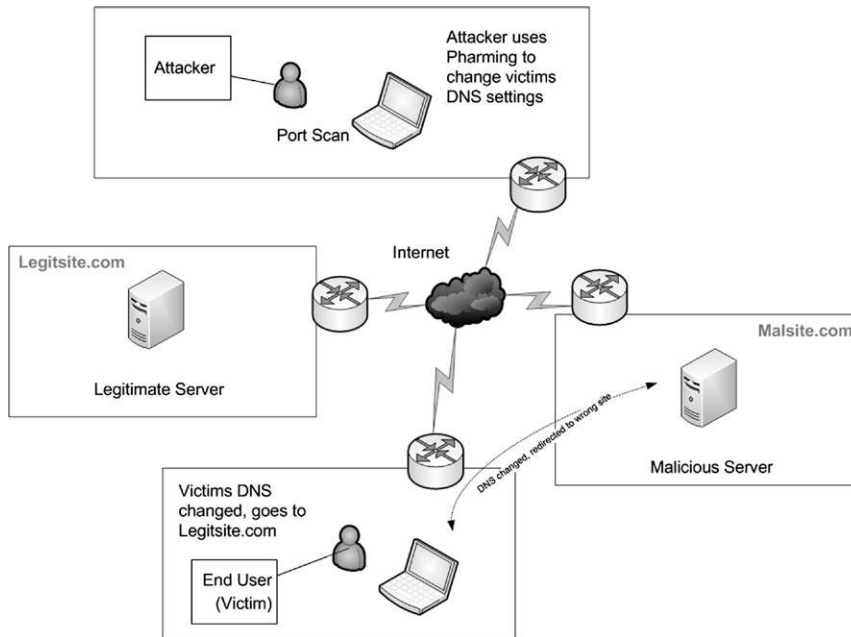 Attacker
Port Scan
Attacker uses
Pharming to
change victims
DNS settings
Internet
Legitsite.com
Legitimate Server
Malsite.com
Malicious Server
DNS changed, redirected to wrong site
Victims DNS
changed, goes to
Legitsite.com
End User
(Victim)